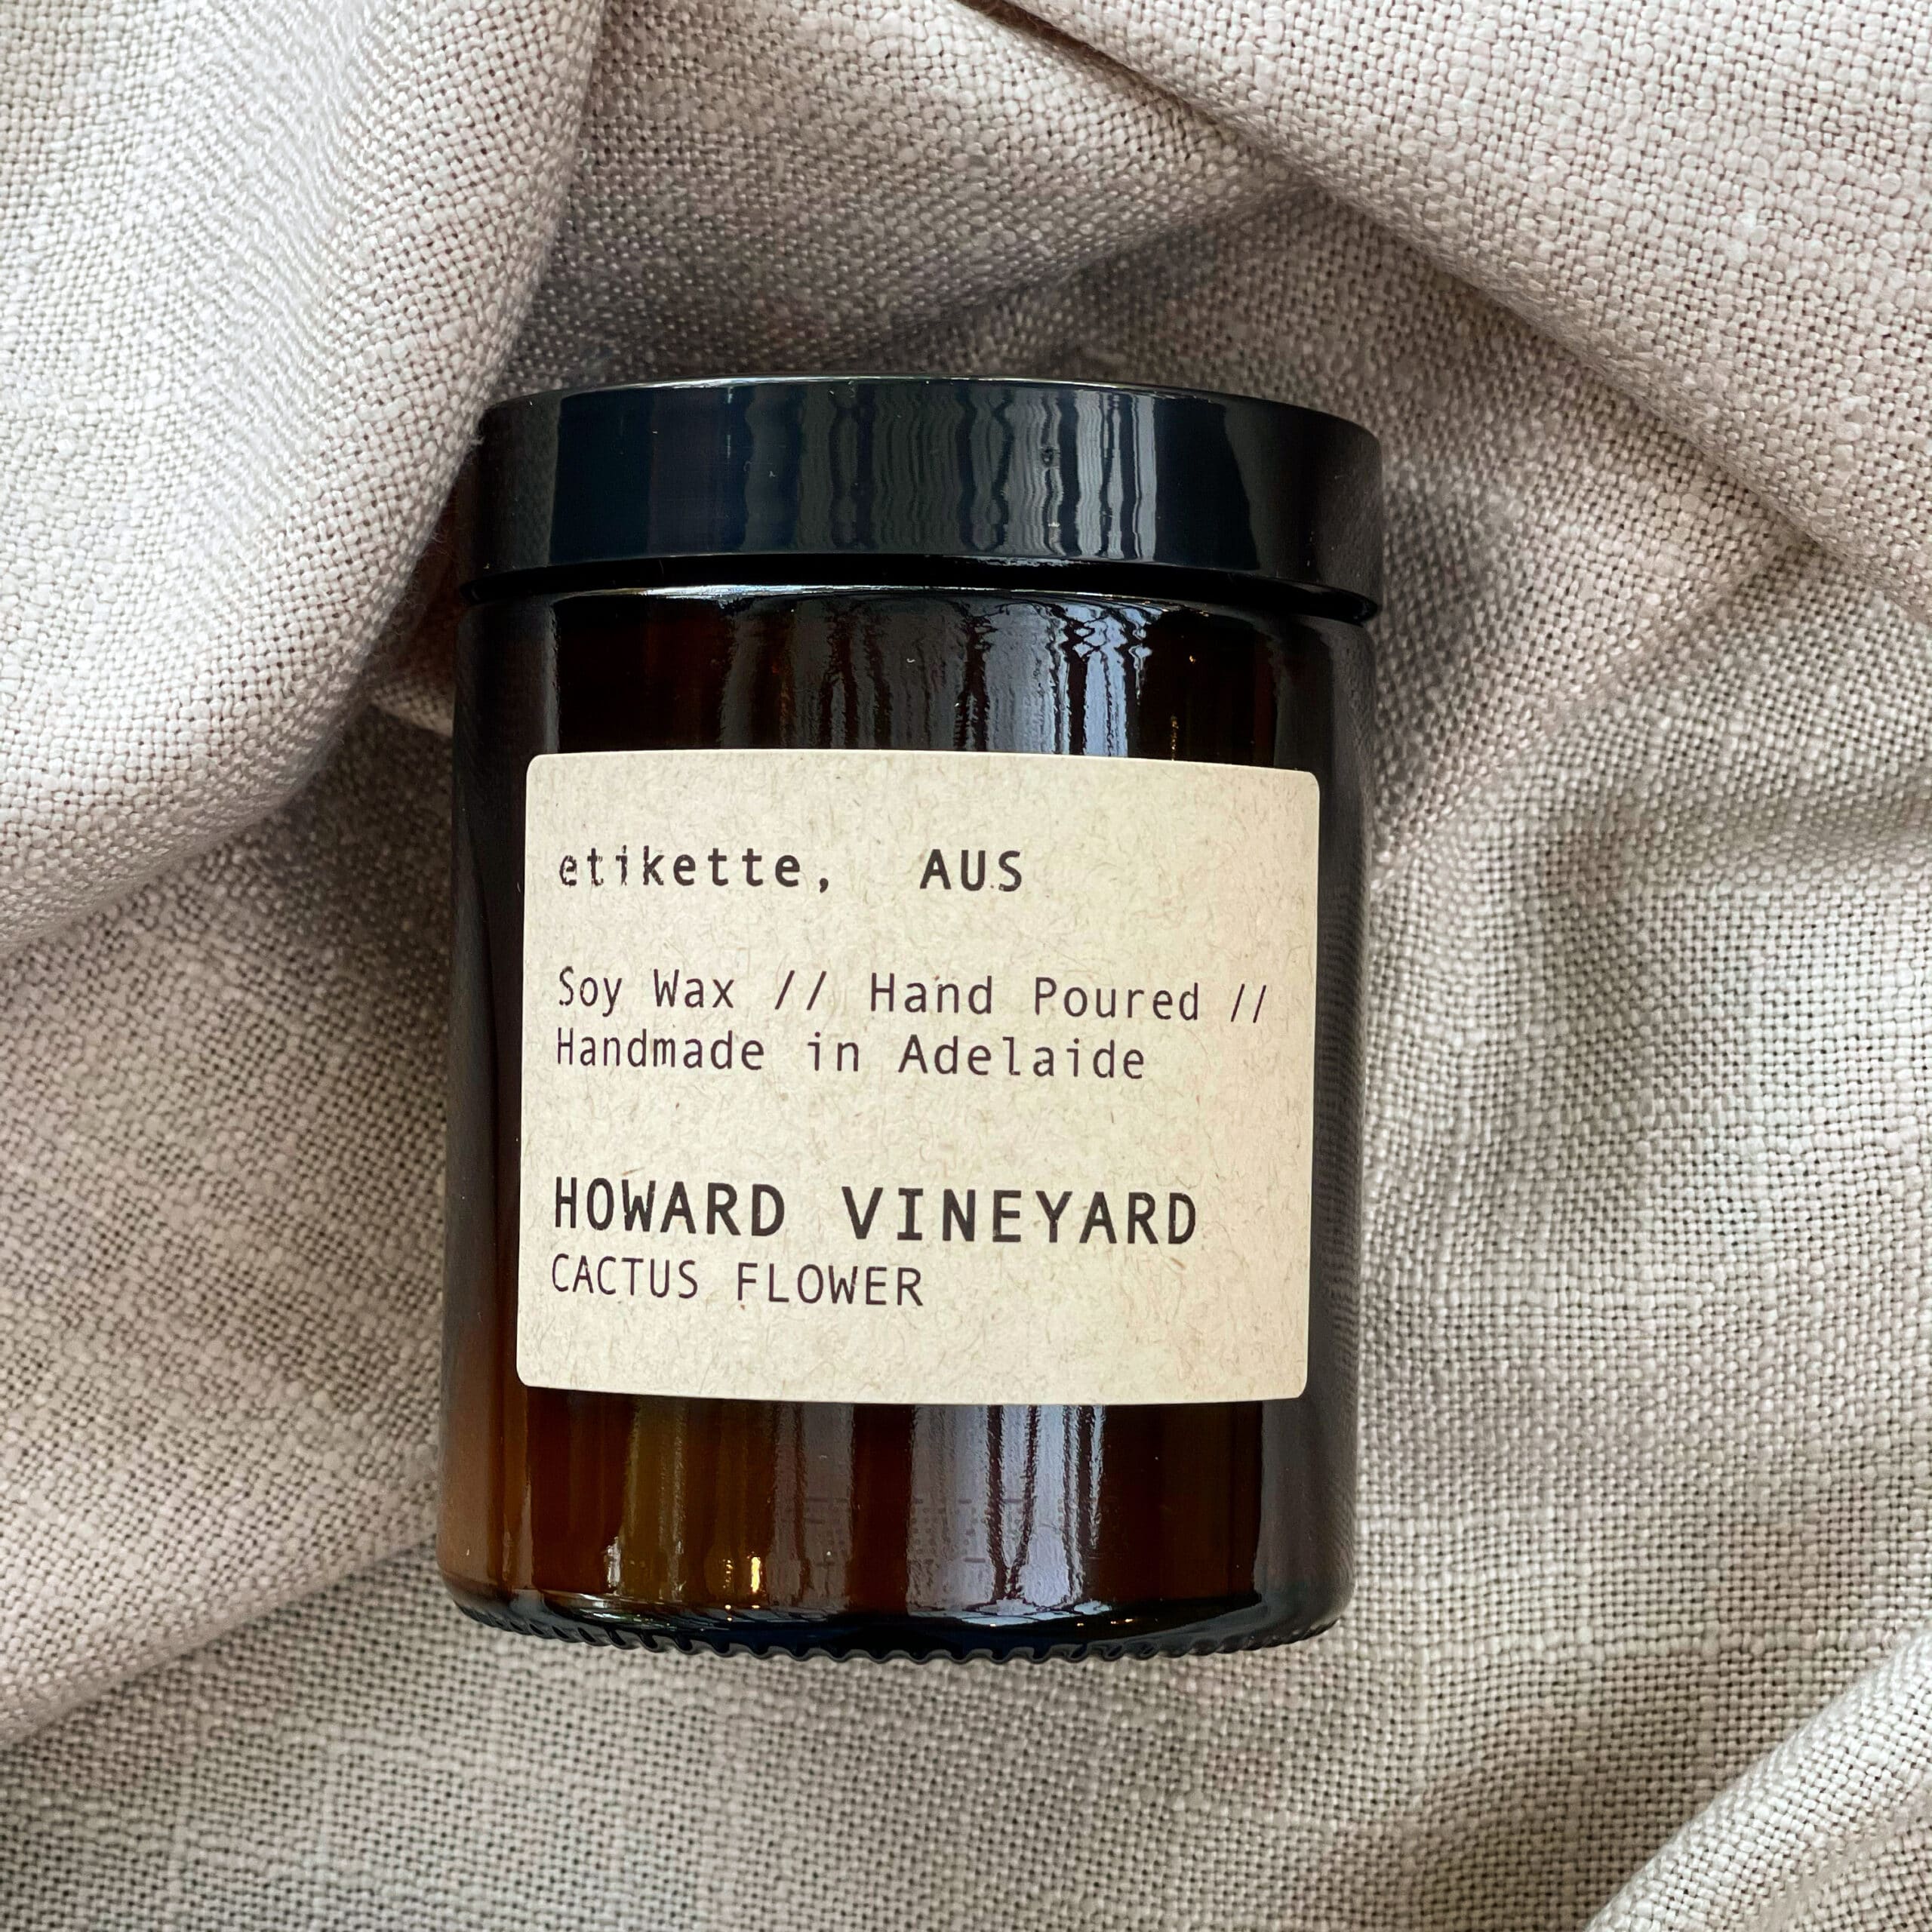 etikette, AUS
Soy Wax // Hand Poured //
Handmade in Adelaide
HOWARD VINEYARD
CACTUS FLOWER